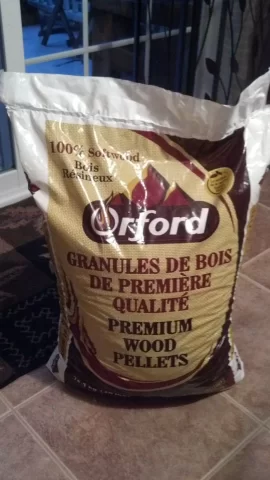 100% Softwood
Bois
Résineux
Orford
GRANULES DE BOIS
DE PREMIÈRE
QUALITÉ
PREMIUM
WOOD
PELLETS